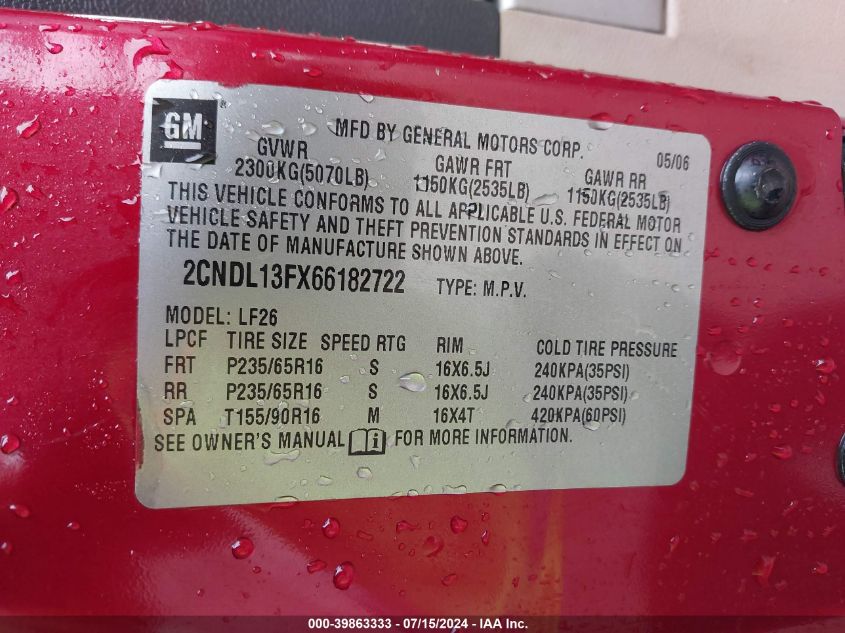 GM®
MFD BY GENERAL MOTORS CORP. 05/06
GVWR GAWR FRT GAWR RR
2300KG(5070LB) 1150KG(2535LB) 1150KG(2535LB)
THIS VEHICLE CONFORMS TO ALL APPLICABLE U.S. FEDERAL MOTOR
VEHICLE SAFETY AND THEFT PREVENTION STANDARDS IN EFFECT ON
THE DATE OF MANUFACTURE SHOWN ABOVE.
2CNDL13FX66182722 TYPE: M.P.V.
MODEL: LF26
LPCF TIRE SIZE SPEED RTG RIM COLD TIRE PRESSURE
FRT P235/65R16 S 16X6.5J 240KPA(35PSI)
RR P235/65R16 S 16X6.5J 240KPA(35PSI)
SPA T155/90R16 M 16X4T 420KPA(60PSI)
SEE OWNER'S MANUAL i FOR MORE INFORMATION.
000-39863333 - 07/15/2024 - Copart, Inc.